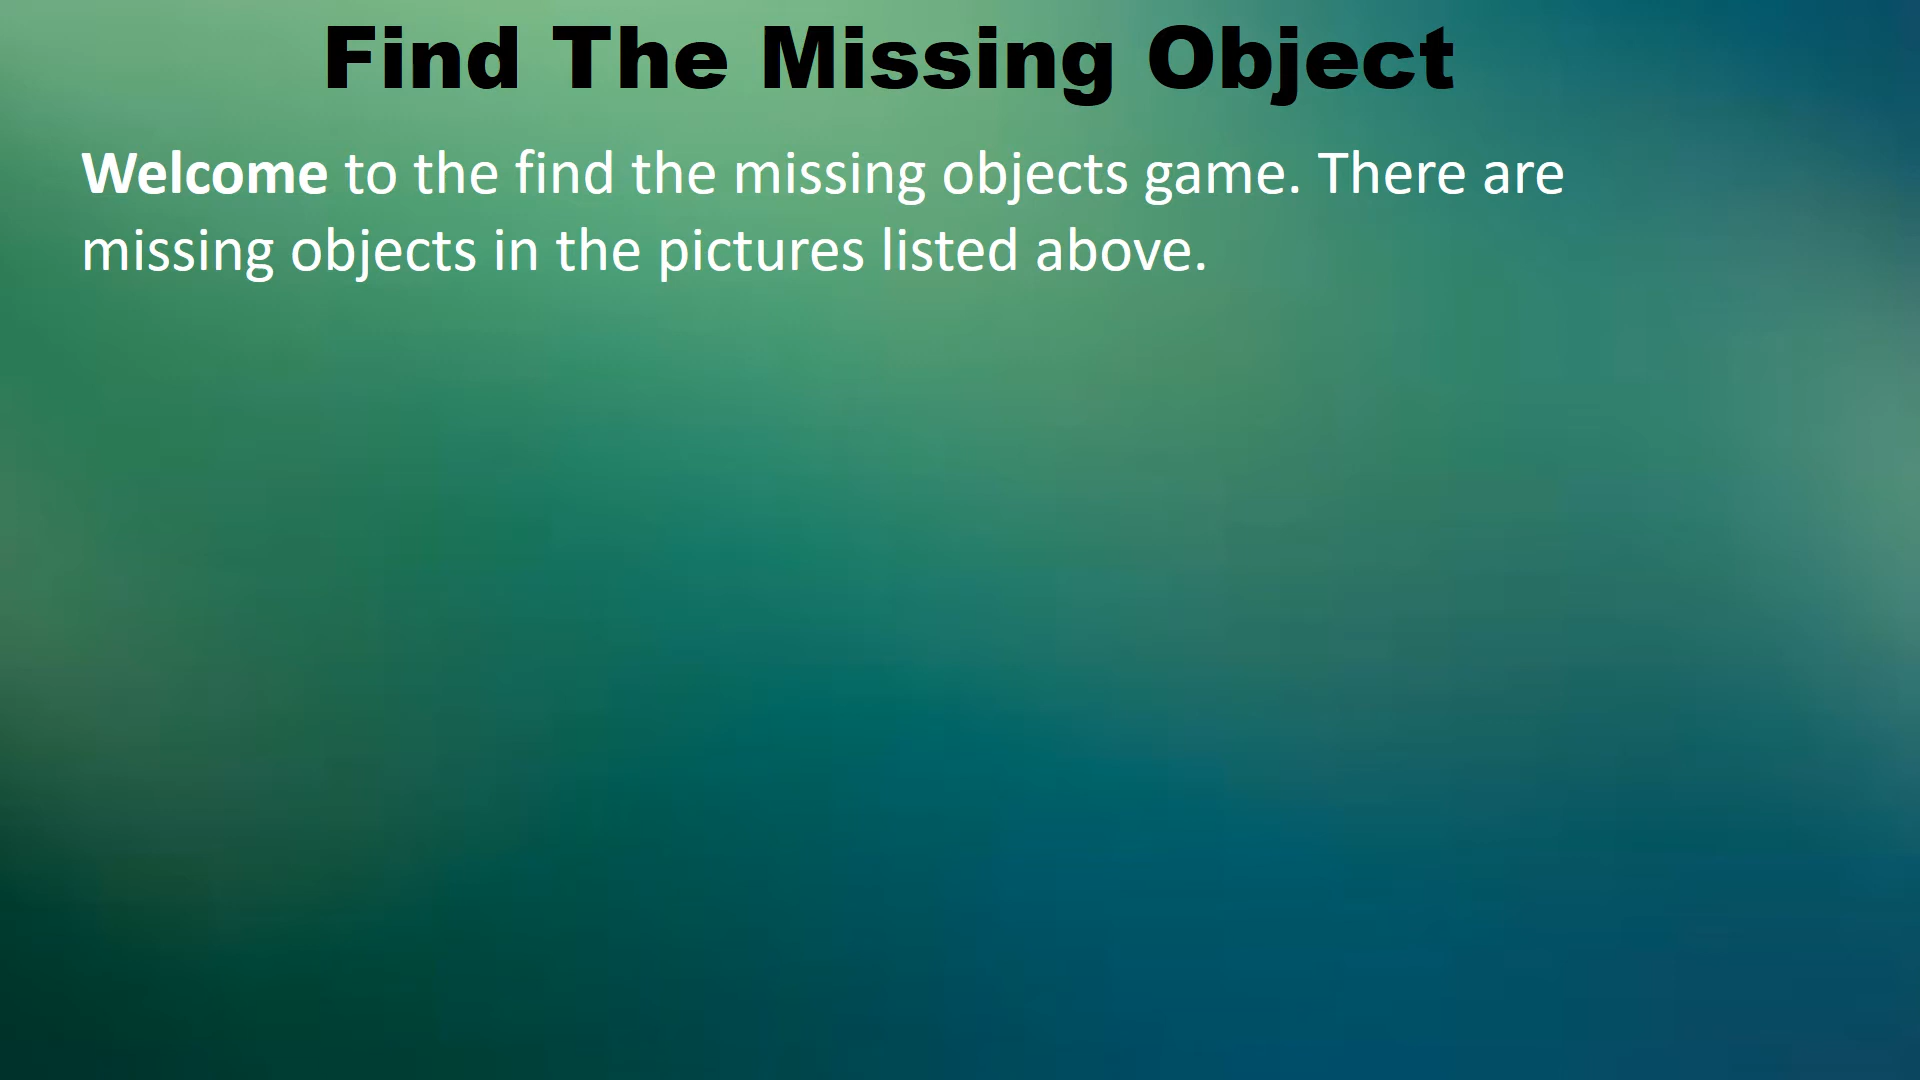 Find The Missing Object
Welcome to the find the missing objects game. There are
missing objects in the pictures listed above.